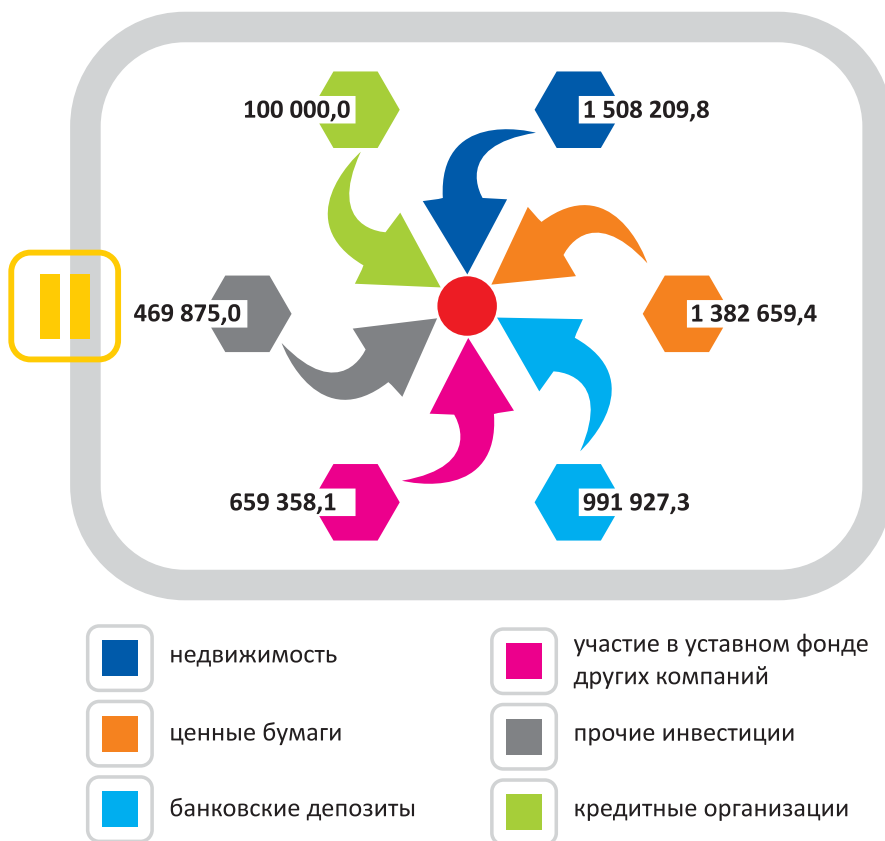 100 000,0
1 508 209,8
469 875,0
1 382 659,4
659 358,1
991 927,3
недвижимость
ценные бумаги
банковские депозиты
участие в уставном фонде
других компаний
прочие инвестиции
кредитные организации